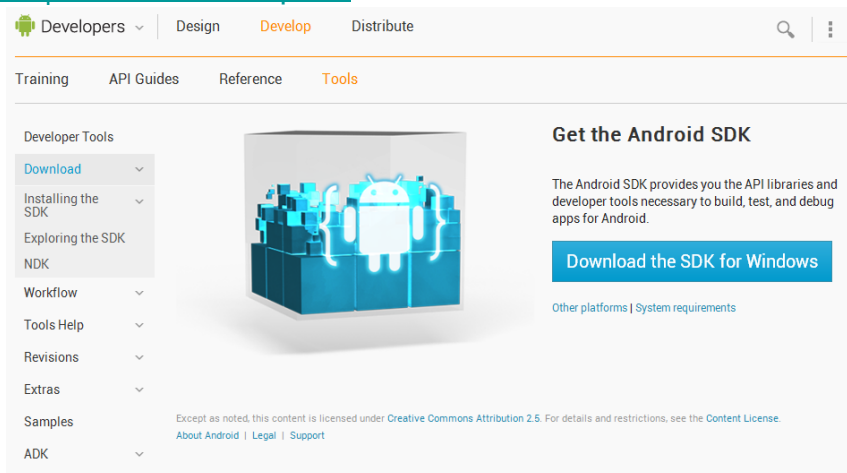 Developers
Design
Develop
Distribute
Training
API Guides
Reference
Tools
Developer Tools
Download
Installing the
SDK
Exploring the SDK
NDK
Workflow
Tools Help
Revisions
Extras
Samples
ADK
Get the Android SDK
The Android SDK provides you the API libraries and
developer tools necessary to build, test, and debug
apps for Android.
Download the SDK for Windows
Other platforms | System requirements
Except as noted, this content is licensed under Creative Commons Attribution 2.5. For details and restrictions, see the Content License.
About Android | Legal | Support